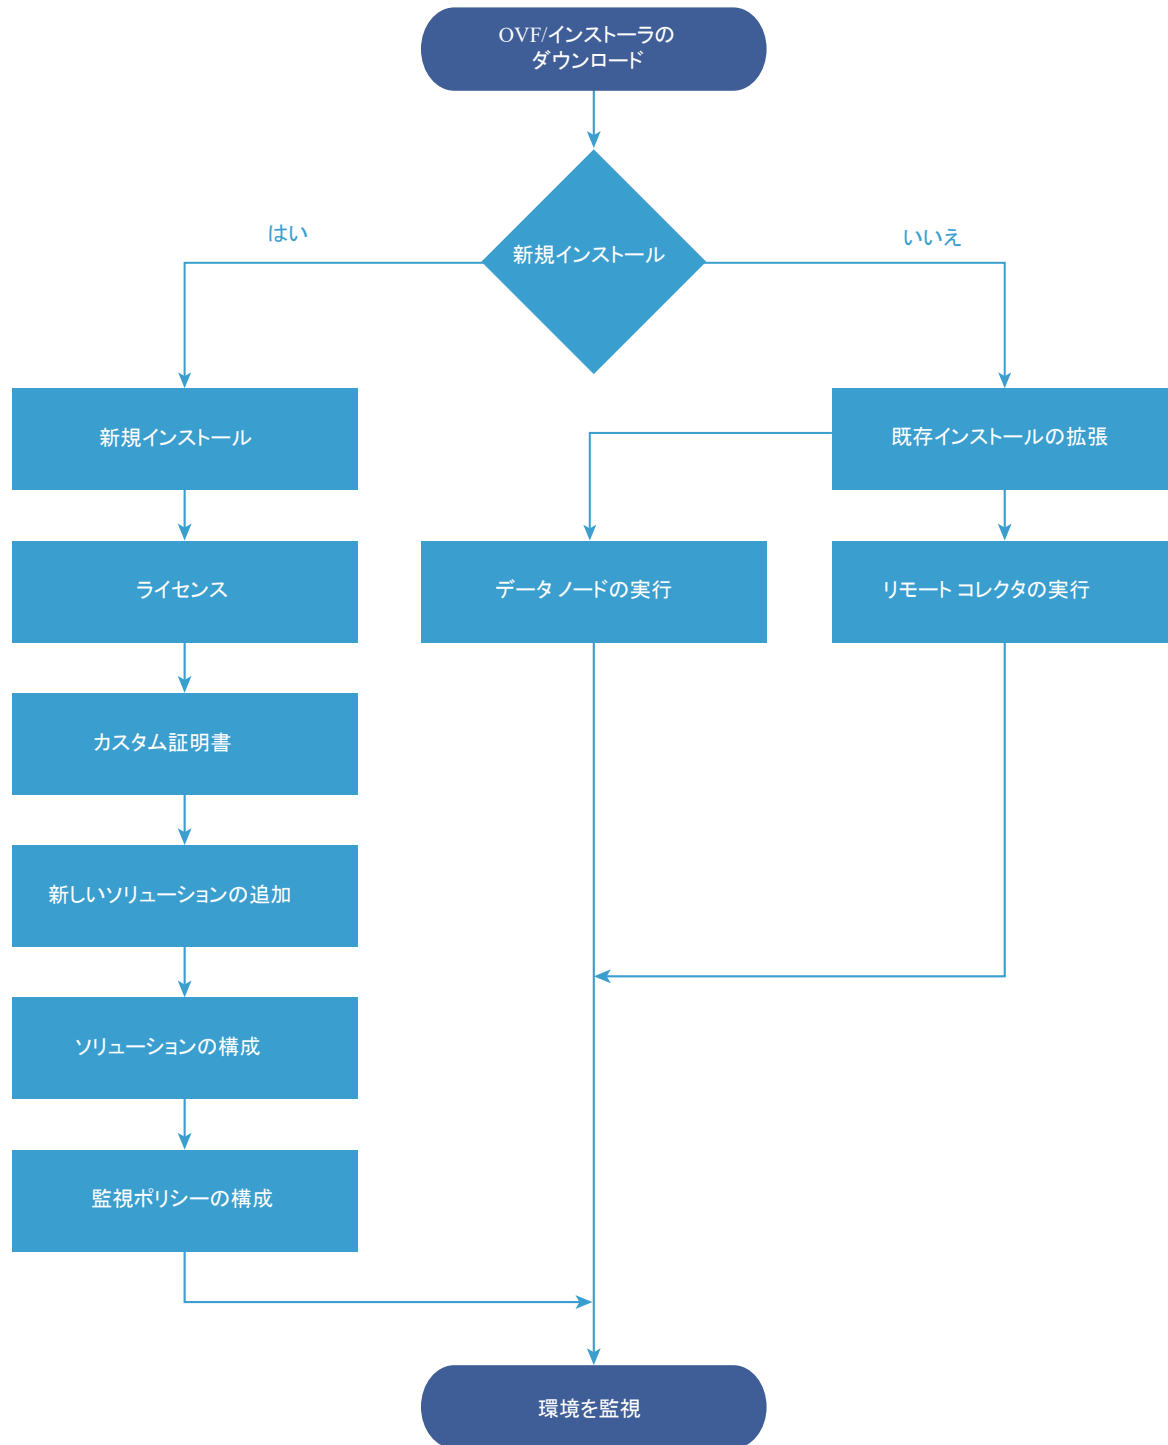 OVF/インストーラの
ダウンロード
新規インストール
はい
いいえ
新規インストール
既存インストールの拡張
ライセンス
データ ノードの実行
リモート コレクタの実行
カスタム証明書
新しいソリューションの追加
ソリューションの構成
監視ポリシーの構成
環境を監視